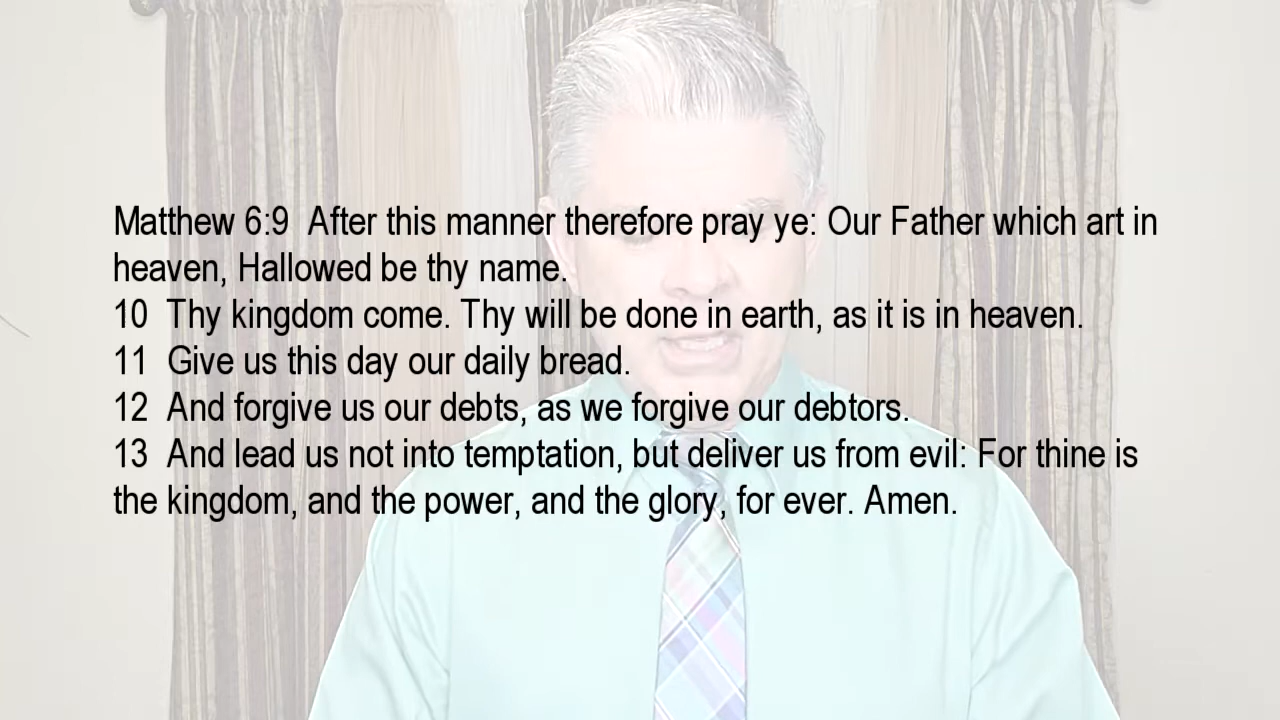 Matthew 6:9  After this manner therefore pray ye: Our Father which art in
heaven, Hallowed be thy name.
10  Thy kingdom come. Thy will be done in earth, as it is in heaven.
11  Give us this day our daily bread.
12  And forgive us our debts, as we forgive our debtors.
13  And lead us not into temptation, but deliver us from evil: For thine is
the kingdom, and the power, and the glory, for ever. Amen.